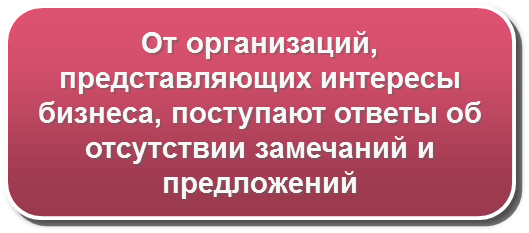 От организаций,
представляющих интересы
бизнеса, поступают ответы об
отсутствии замечаний и
предложений